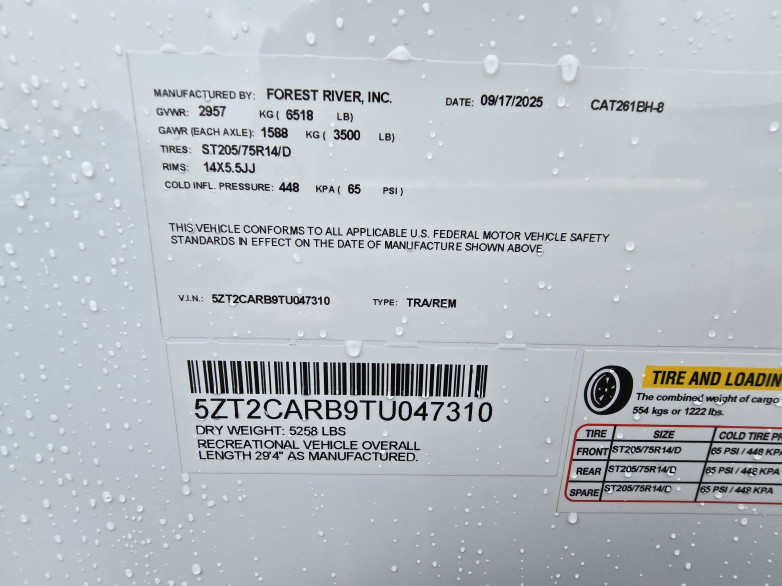 MANUFACTURED BY: FOREST RIVER, INC. DATE: 09/17/2025 CAT261BH-8
GVWR: 2957 KG ( 6518 LB)
GAWR (EACH AXLE): 1588 KG ( 3500 LB)
TIRES: ST205/75R14/D
RIMS: 14X5.5JJ
COLD INFL. PRESSURE: 448 KPA ( 65 PSI )
THIS VEHICLE CONFORMS TO ALL APPLICABLE U.S. FEDERAL MOTOR VEHICLE SAFETY
STANDARDS IN EFFECT ON THE DATE OF MANUFACTURE SHOWN ABOVE.
V.I.N.: 5ZT2CARB9TU047310 TYPE: TRA/REM
5ZT2CARB9TU047310
DRY WEIGHT: 5258 LBS
RECREATIONAL VEHICLE OVERALL
LENGTH 29'4" AS MANUFACTURED.
TIRE AND LOADIN
The combined weight of cargo
554 kgs or 1222 lbs.
TIRE SIZE COLD TIRE PR
FRONT ST205/75R14/D 65 PSI / 448 KPA
REAR ST205/75R14/D 65 PSI / 448 KPA
SPARE ST205/75R14/D 65 PSI / 448 KPA